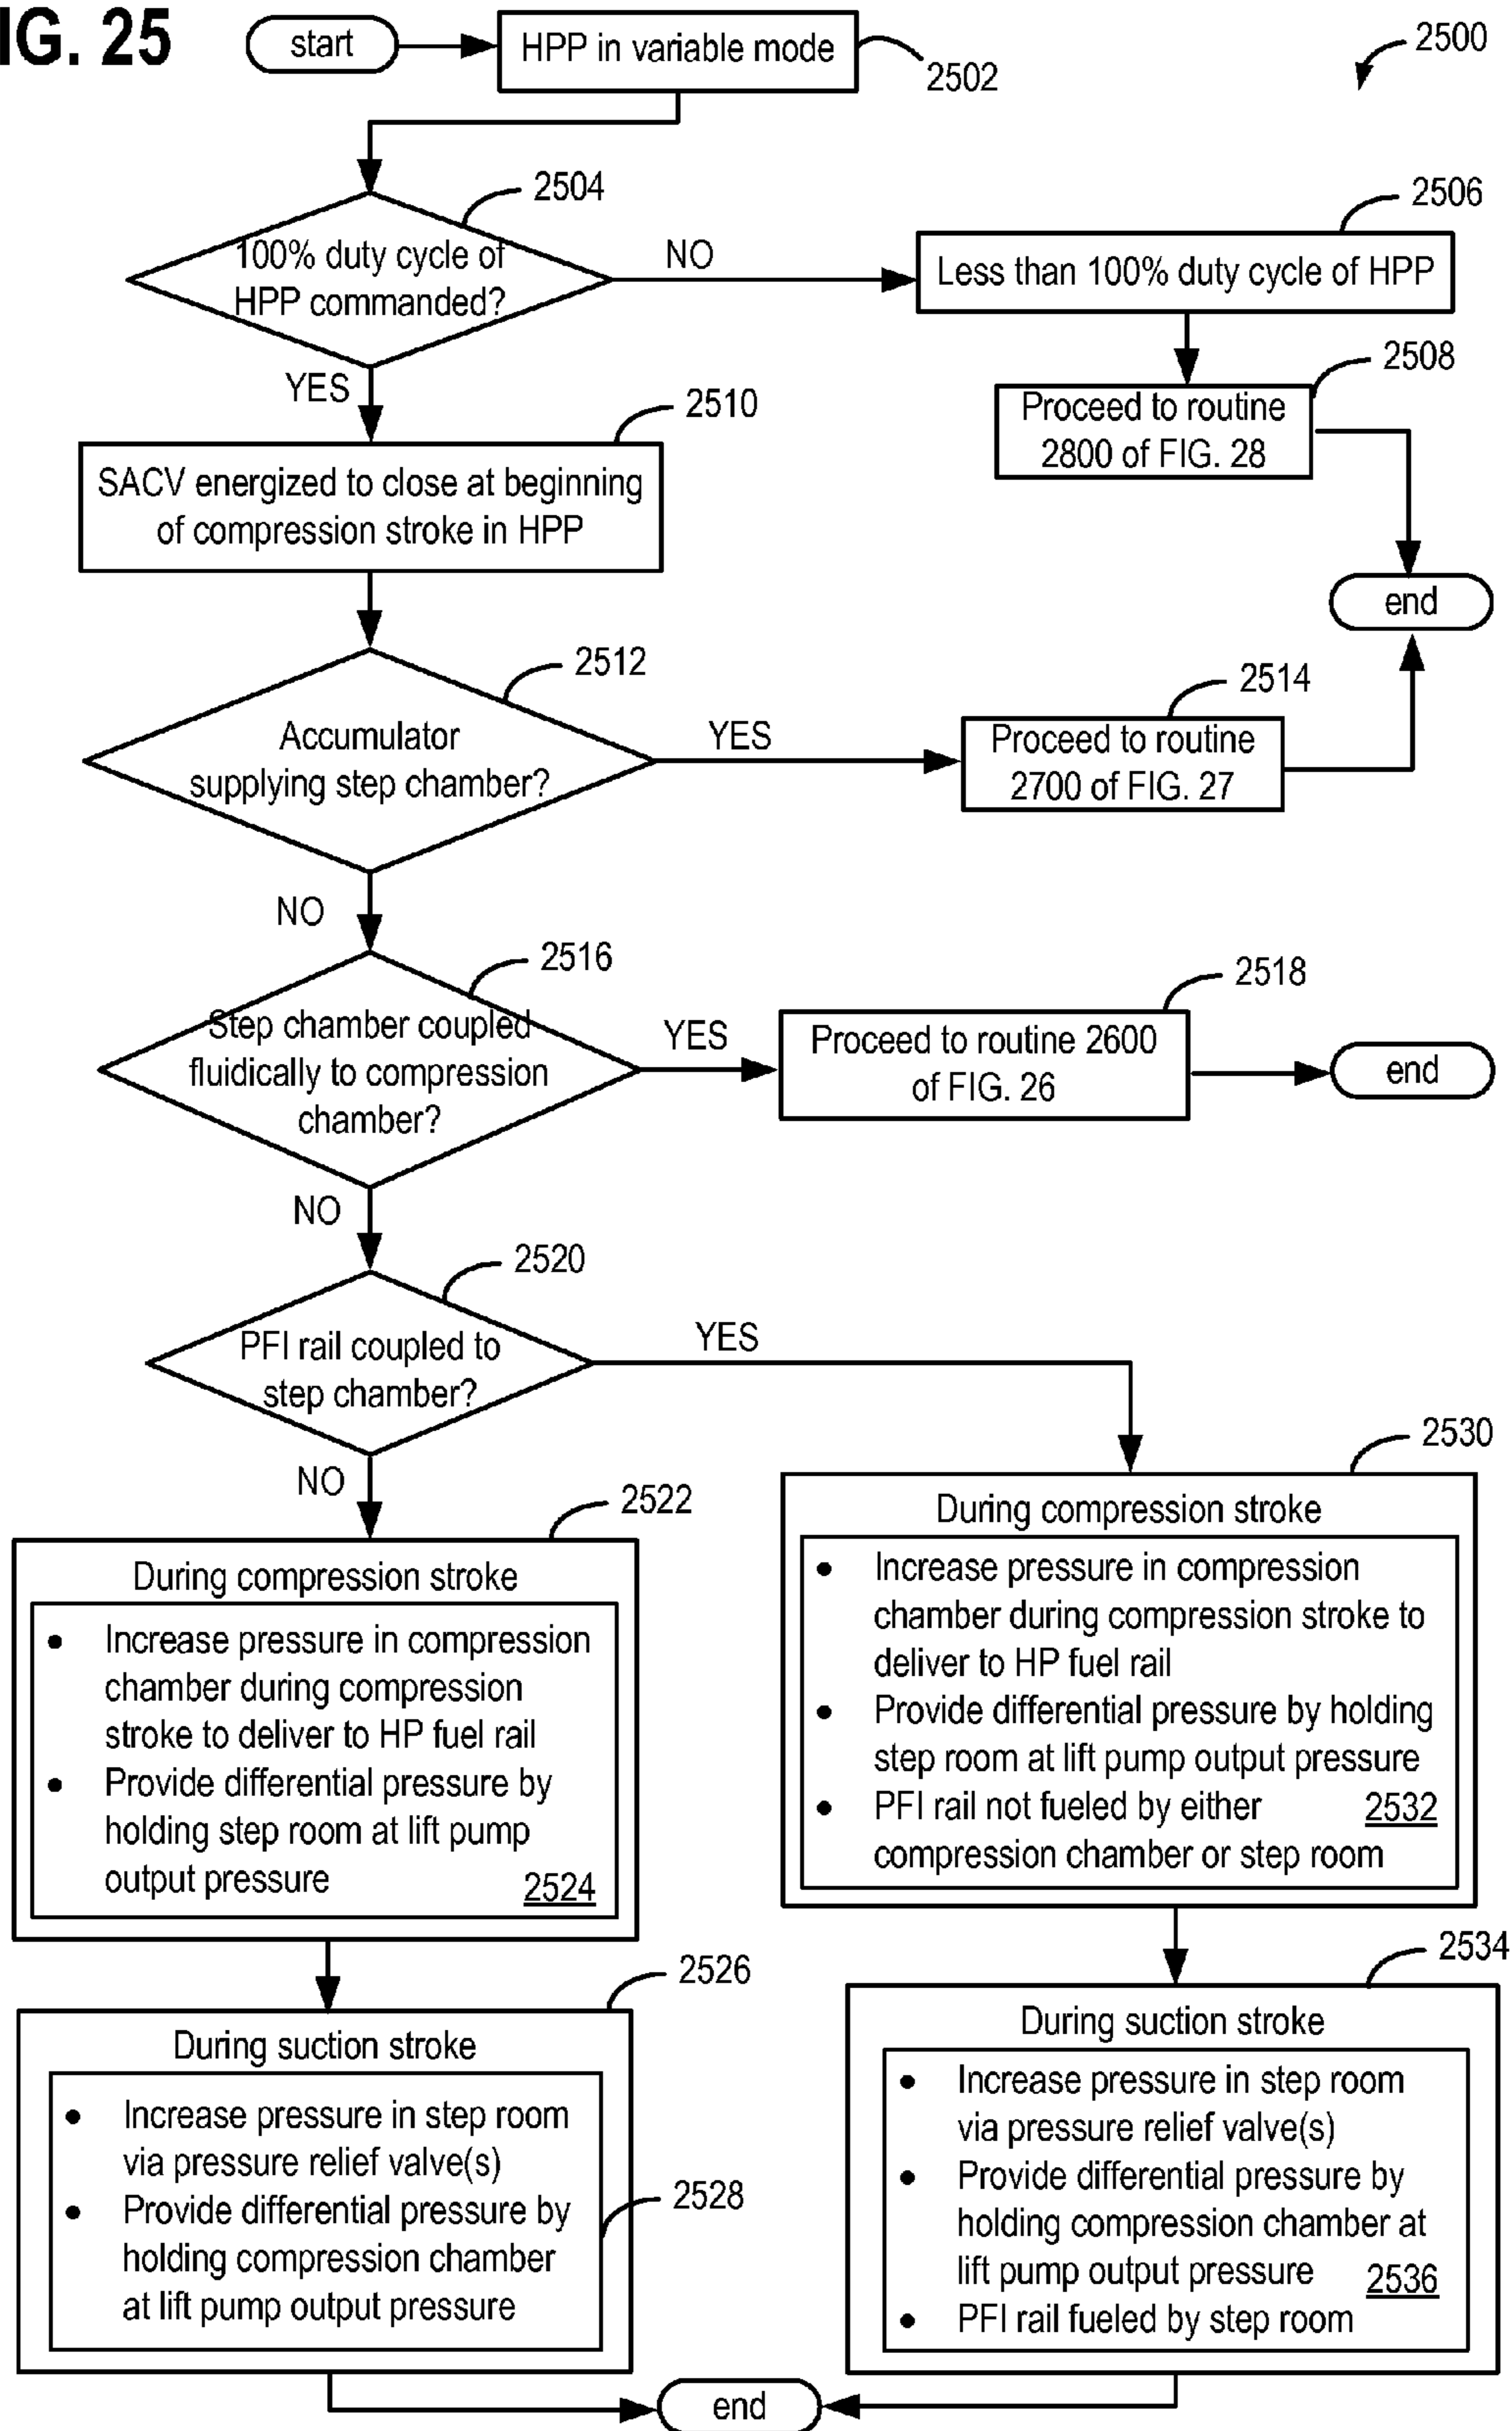 IG. 25
start
HPP in variable mode
2502
2500
2504
100% duty cycle of
HPP commanded?
NO
2506
Less than 100% duty cycle of HPP
2508
Proceed to routine
2800 of FIG. 28
end
YES
2510
SACV energized to close at beginning
of compression stroke in HPP
2512
Accumulator
supplying step chamber?
YES
2514
Proceed to routine
2700 of FIG. 27
NO
2516
Step chamber coupled
fluidically to compression
chamber?
YES
2518
Proceed to routine 2600
of FIG. 26
end
NO
2520
PFI rail coupled to
step chamber?
YES
NO
2522
During compression stroke
• Increase pressure in compression
chamber during compression
stroke to deliver to HP fuel rail
• Provide differential pressure by
holding step room at lift pump
output pressure
2524
2526
During suction stroke
• Increase pressure in step room
via pressure relief valve(s)
• Provide differential pressure by
holding compression chamber
at lift pump output pressure
2528
2530
During compression stroke
• Increase pressure in compression
chamber during compression stroke to
deliver to HP fuel rail
• Provide differential pressure by holding
step room at lift pump output pressure
• PFI rail not fueled by either
compression chamber or step room
2532
2534
During suction stroke
• Increase pressure in step room
via pressure relief valve(s)
• Provide differential pressure by
holding compression chamber at
lift pump output pressure
2536
• PFI rail fueled by step room
end